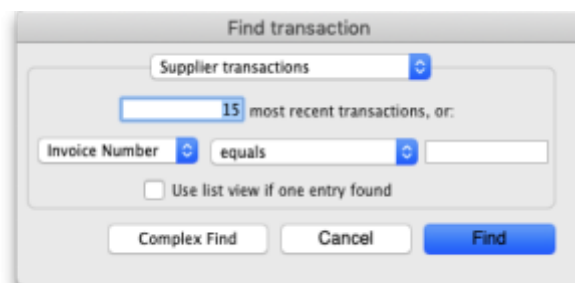 Find transaction
Supplier transactions
15 most recent transactions, or:
Invoice Number equals
Use list view if one entry found
Complex Find Cancel Find